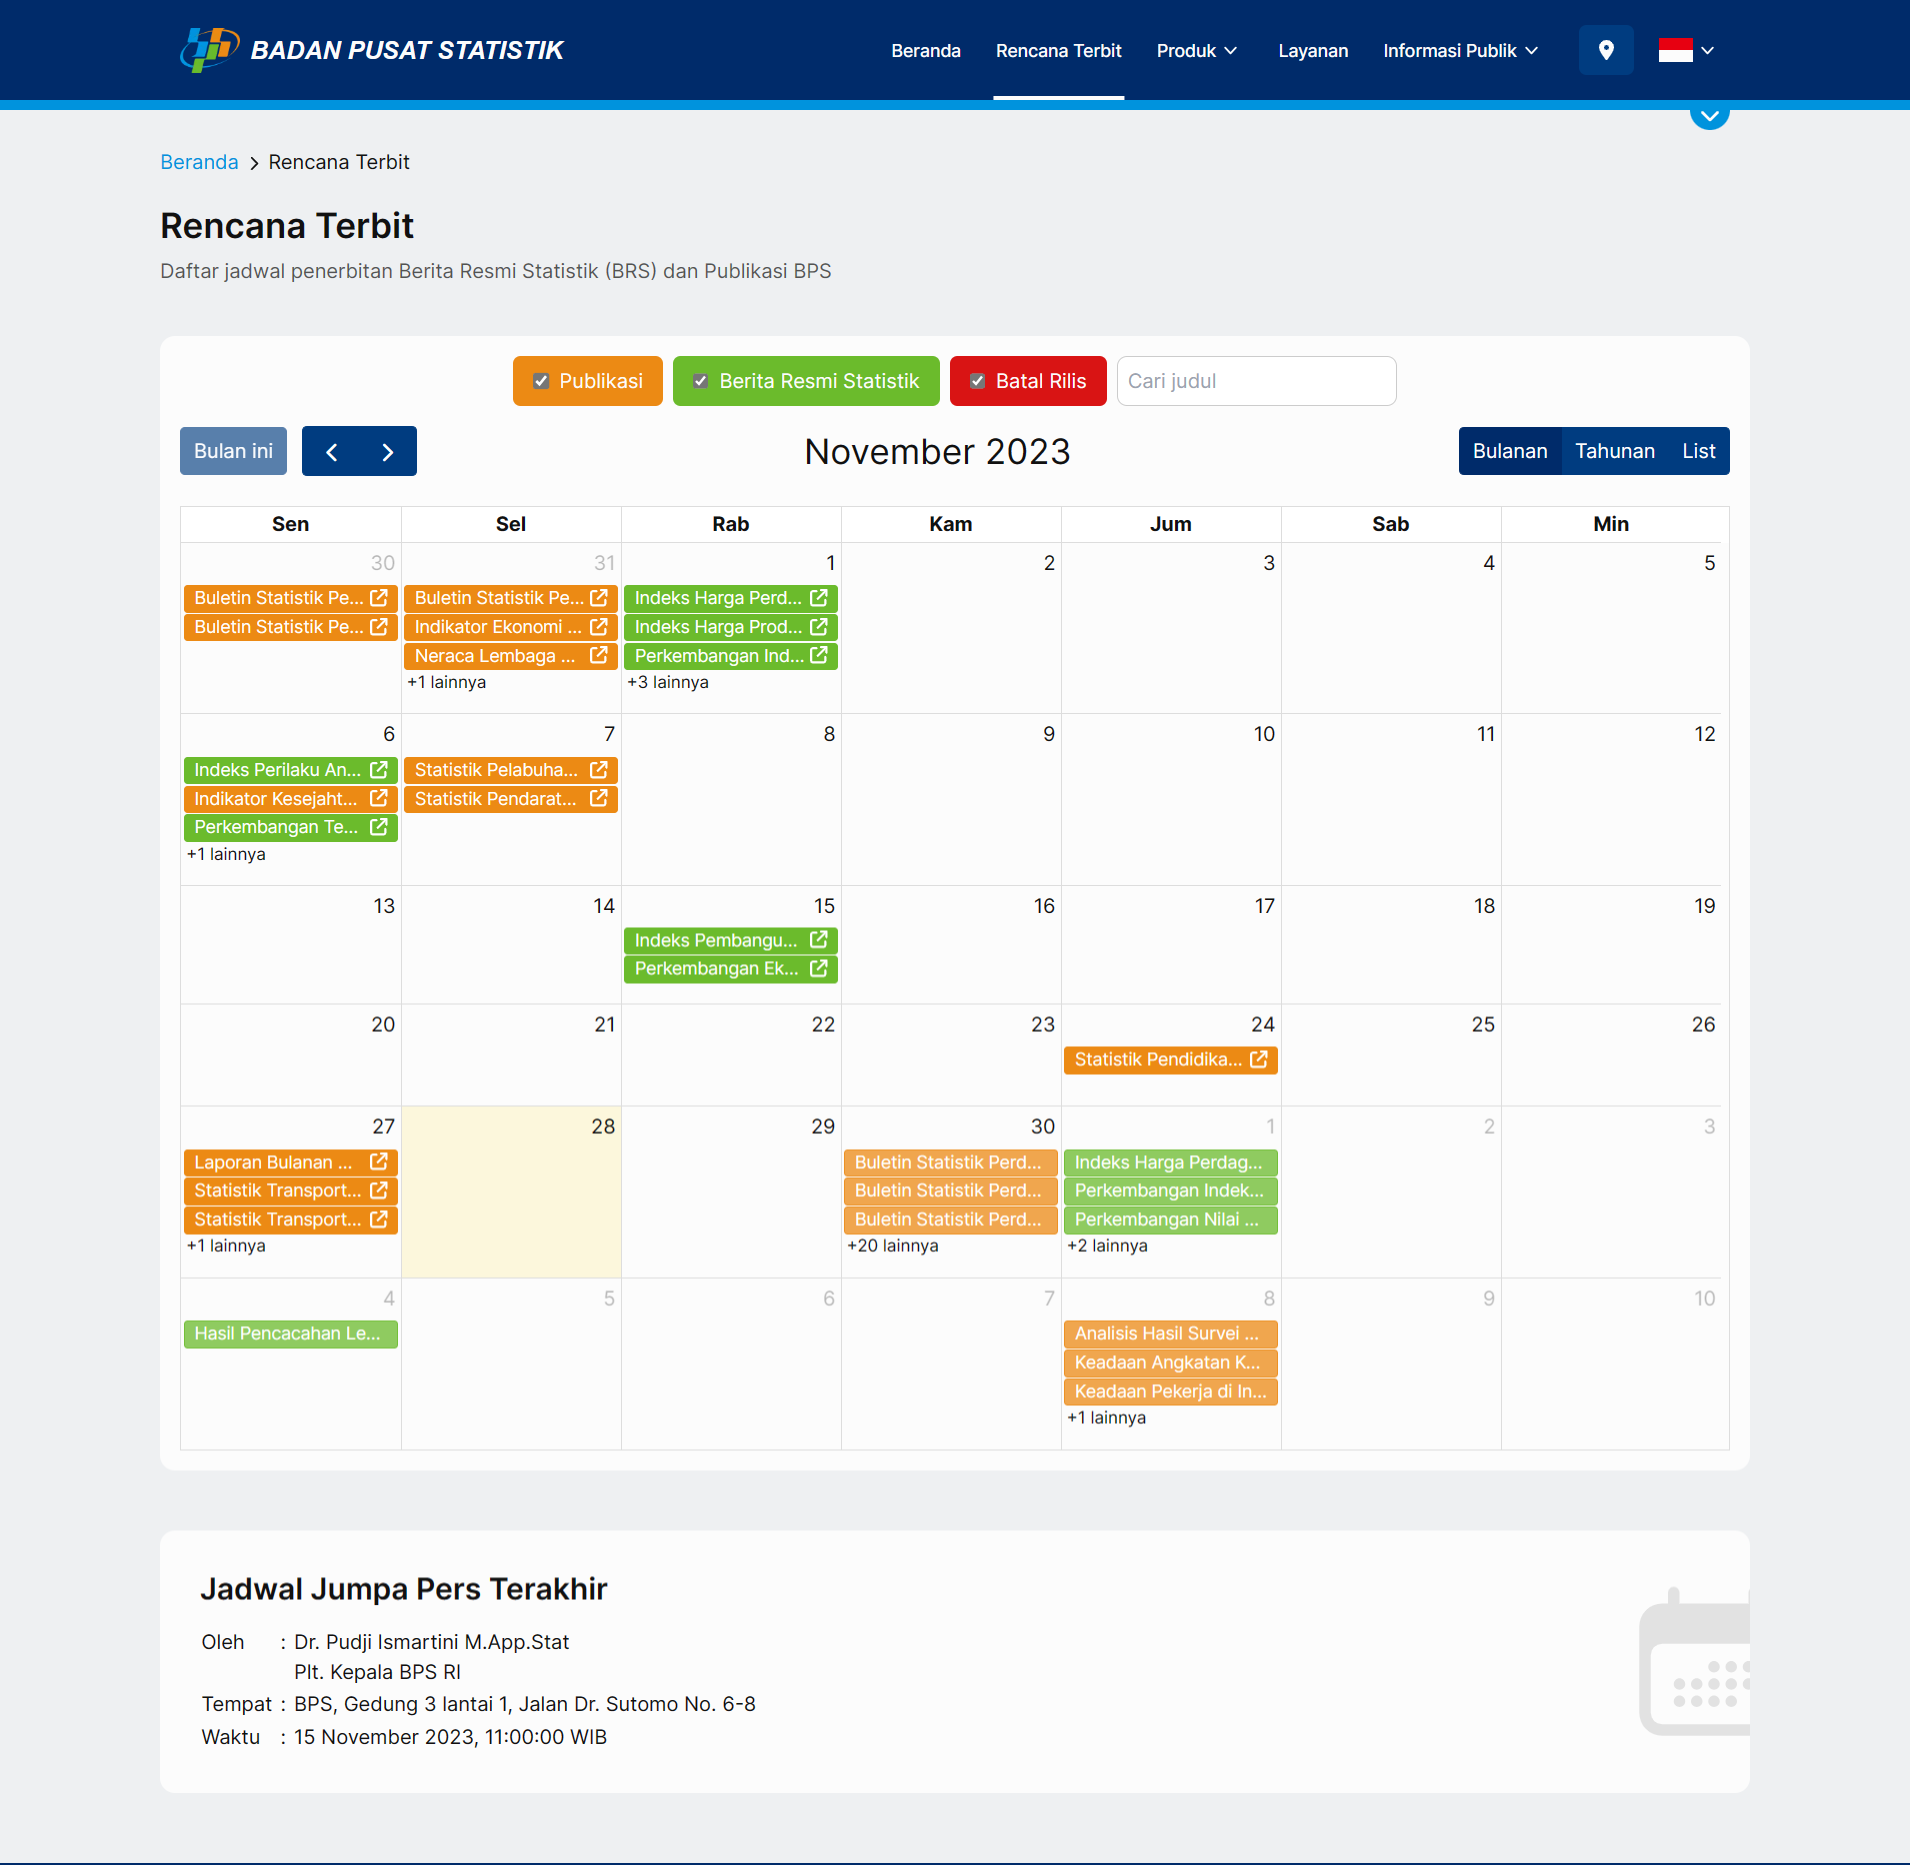 BADAN PUSAT STATISTIK
Beranda Rencana Terbit Produk Layanan Informasi Publik
Beranda > Rencana Terbit
Rencana Terbit
Daftar jadwal penerbitan Berita Resmi Statistik (BRS) dan Publikasi BPS
Publikasi Berita Resmi Statistik Batal Rilis Cari judul
Bulan ini November 2023 Bulanan Tahunan List
Sen Sel Rab Kam Jum Sab Min
30 31 1 2 3 4 5
Buletin Statistik Pe... Buletin Statistik Pe... Indeks Harga Perd...
Buletin Statistik Pe... Indikator Ekonomi ... Indeks Harga Prod...
Neraca Lembaga ... Perkembangan Ind...
+1 lainnya +3 lainnya
6 7 8 9 10 11 12
Indeks Perilaku An... Statistik Pelabuha...
Indikator Kesejaht... Statistik Pendarat...
Perkembangan Te...
+1 lainnya
13 14 15 16 17 18 19
Indeks Pembangu...
Perkembangan Ek...
20 21 22 23 24 25 26
Statistik Pendidika...
27 28 29 30 1 2 3
Laporan Bulanan ... Buletin Statistik Perd... Indeks Harga Perdag...
Statistik Transport... Buletin Statistik Perd... Perkembangan Indek...
Statistik Transport... Buletin Statistik Perd... Perkembangan Nilai ...
+1 lainnya +20 lainnya +2 lainnya
4 5 6 7 8 9 10
Hasil Pencacahan Le... Analisis Hasil Survei ...
Keadaan Angkatan K...
Keadaan Pekerja di In...
+1 lainnya
Jadwal Jumpa Pers Terakhir
Oleh : Dr. Pudji Ismartini M.App.Stat
Plt. Kepala BPS RI
Tempat : BPS, Gedung 3 lantai 1, Jalan Dr. Sutomo No. 6-8
Waktu : 15 November 2023, 11:00:00 WIB